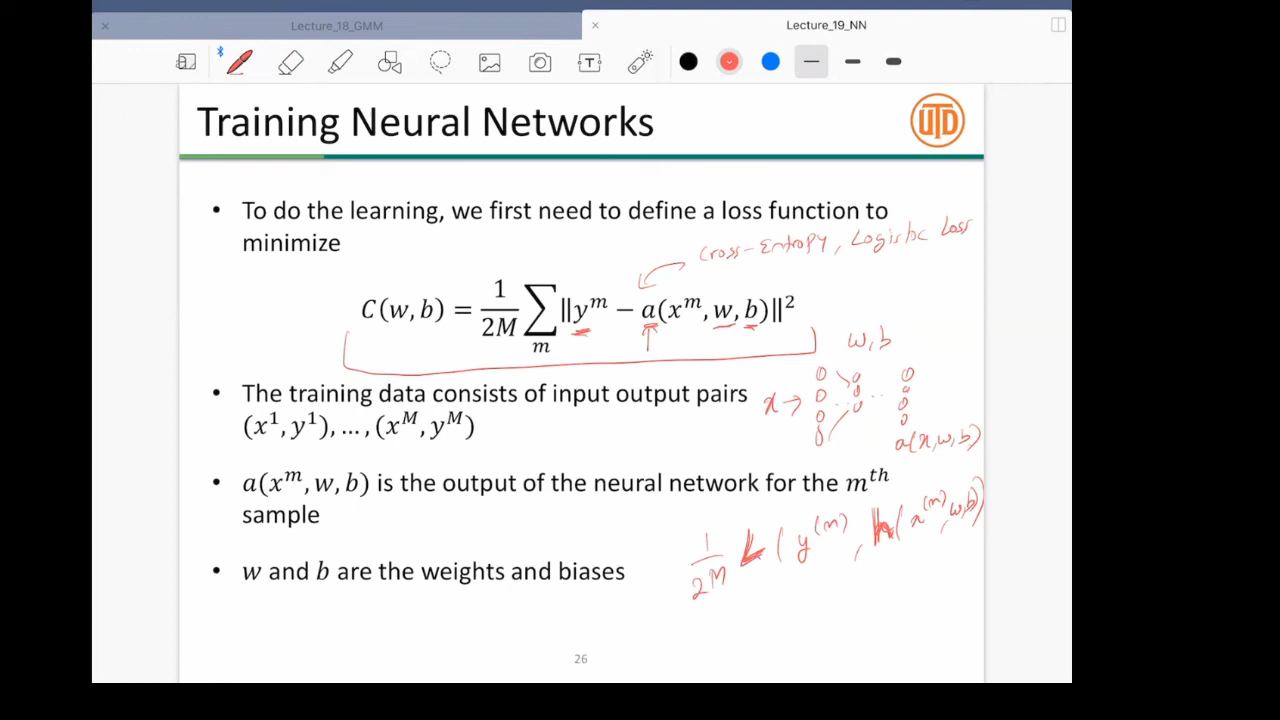 Lecture_18_GMM
Lecture_19_NN
T
Training Neural Networks
UTD
• To do the learning, we first need to define a loss function to
minimize
Cross-Entropy, Logistic Loss
C(w, b) = 1/2M ∑_m ‖y^m − a(x^m, w, b)‖^2
w, b
• The training data consists of input output pairs
(x^1, y^1), ..., (x^M, y^M)
x →
a(x, w, b)
• a(x^m, w, b) is the output of the neural network for the m^th
sample
1/2M L(y^(m), h(x^(m), w, b))
• w and b are the weights and biases
26